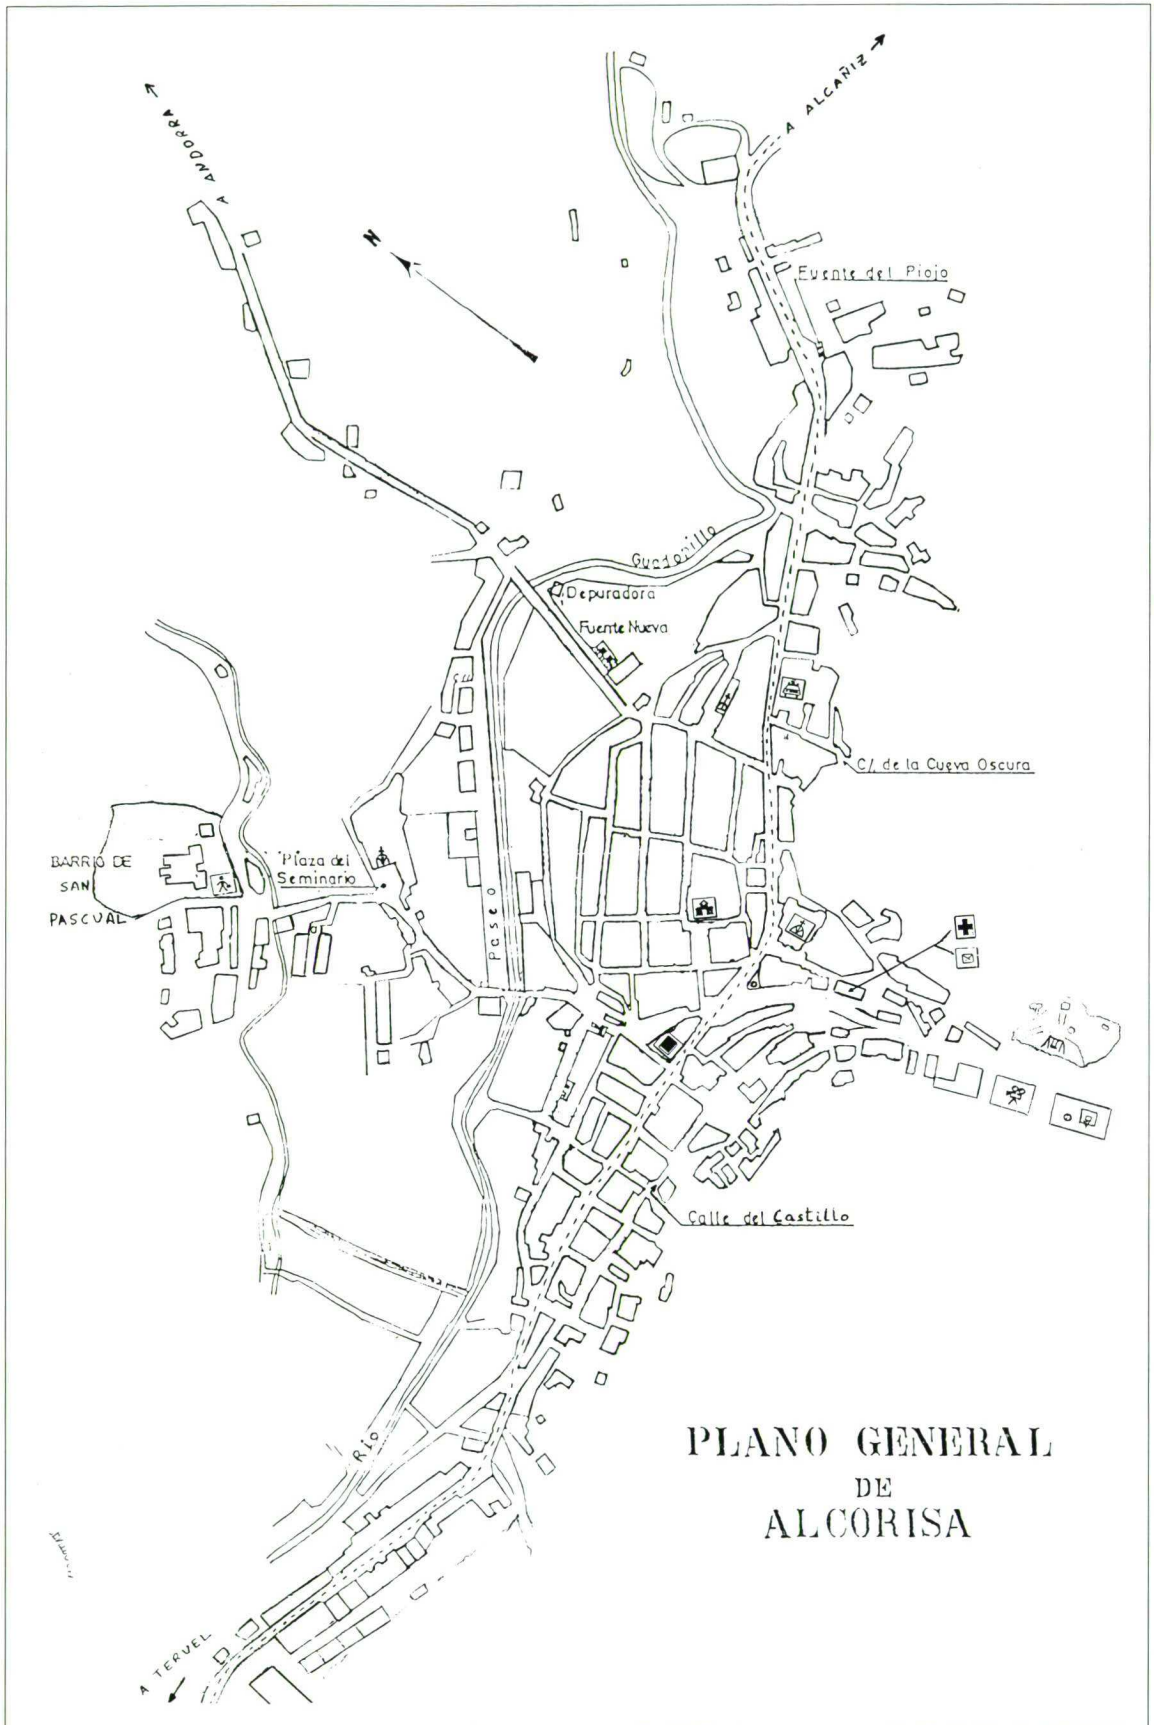 A ANDORRA
A ALCAÑIZ
N
Fuente del Piojo
Depuradora
Fuente Nueva
C/. de la Cueva Oscura
BARRIO DE
SAN
PASCUAL
Plaza del
Seminario
Paseo
Calle del Castillo
Río
PLANO GENERAL
DE
ALCORISA
A TERUEL